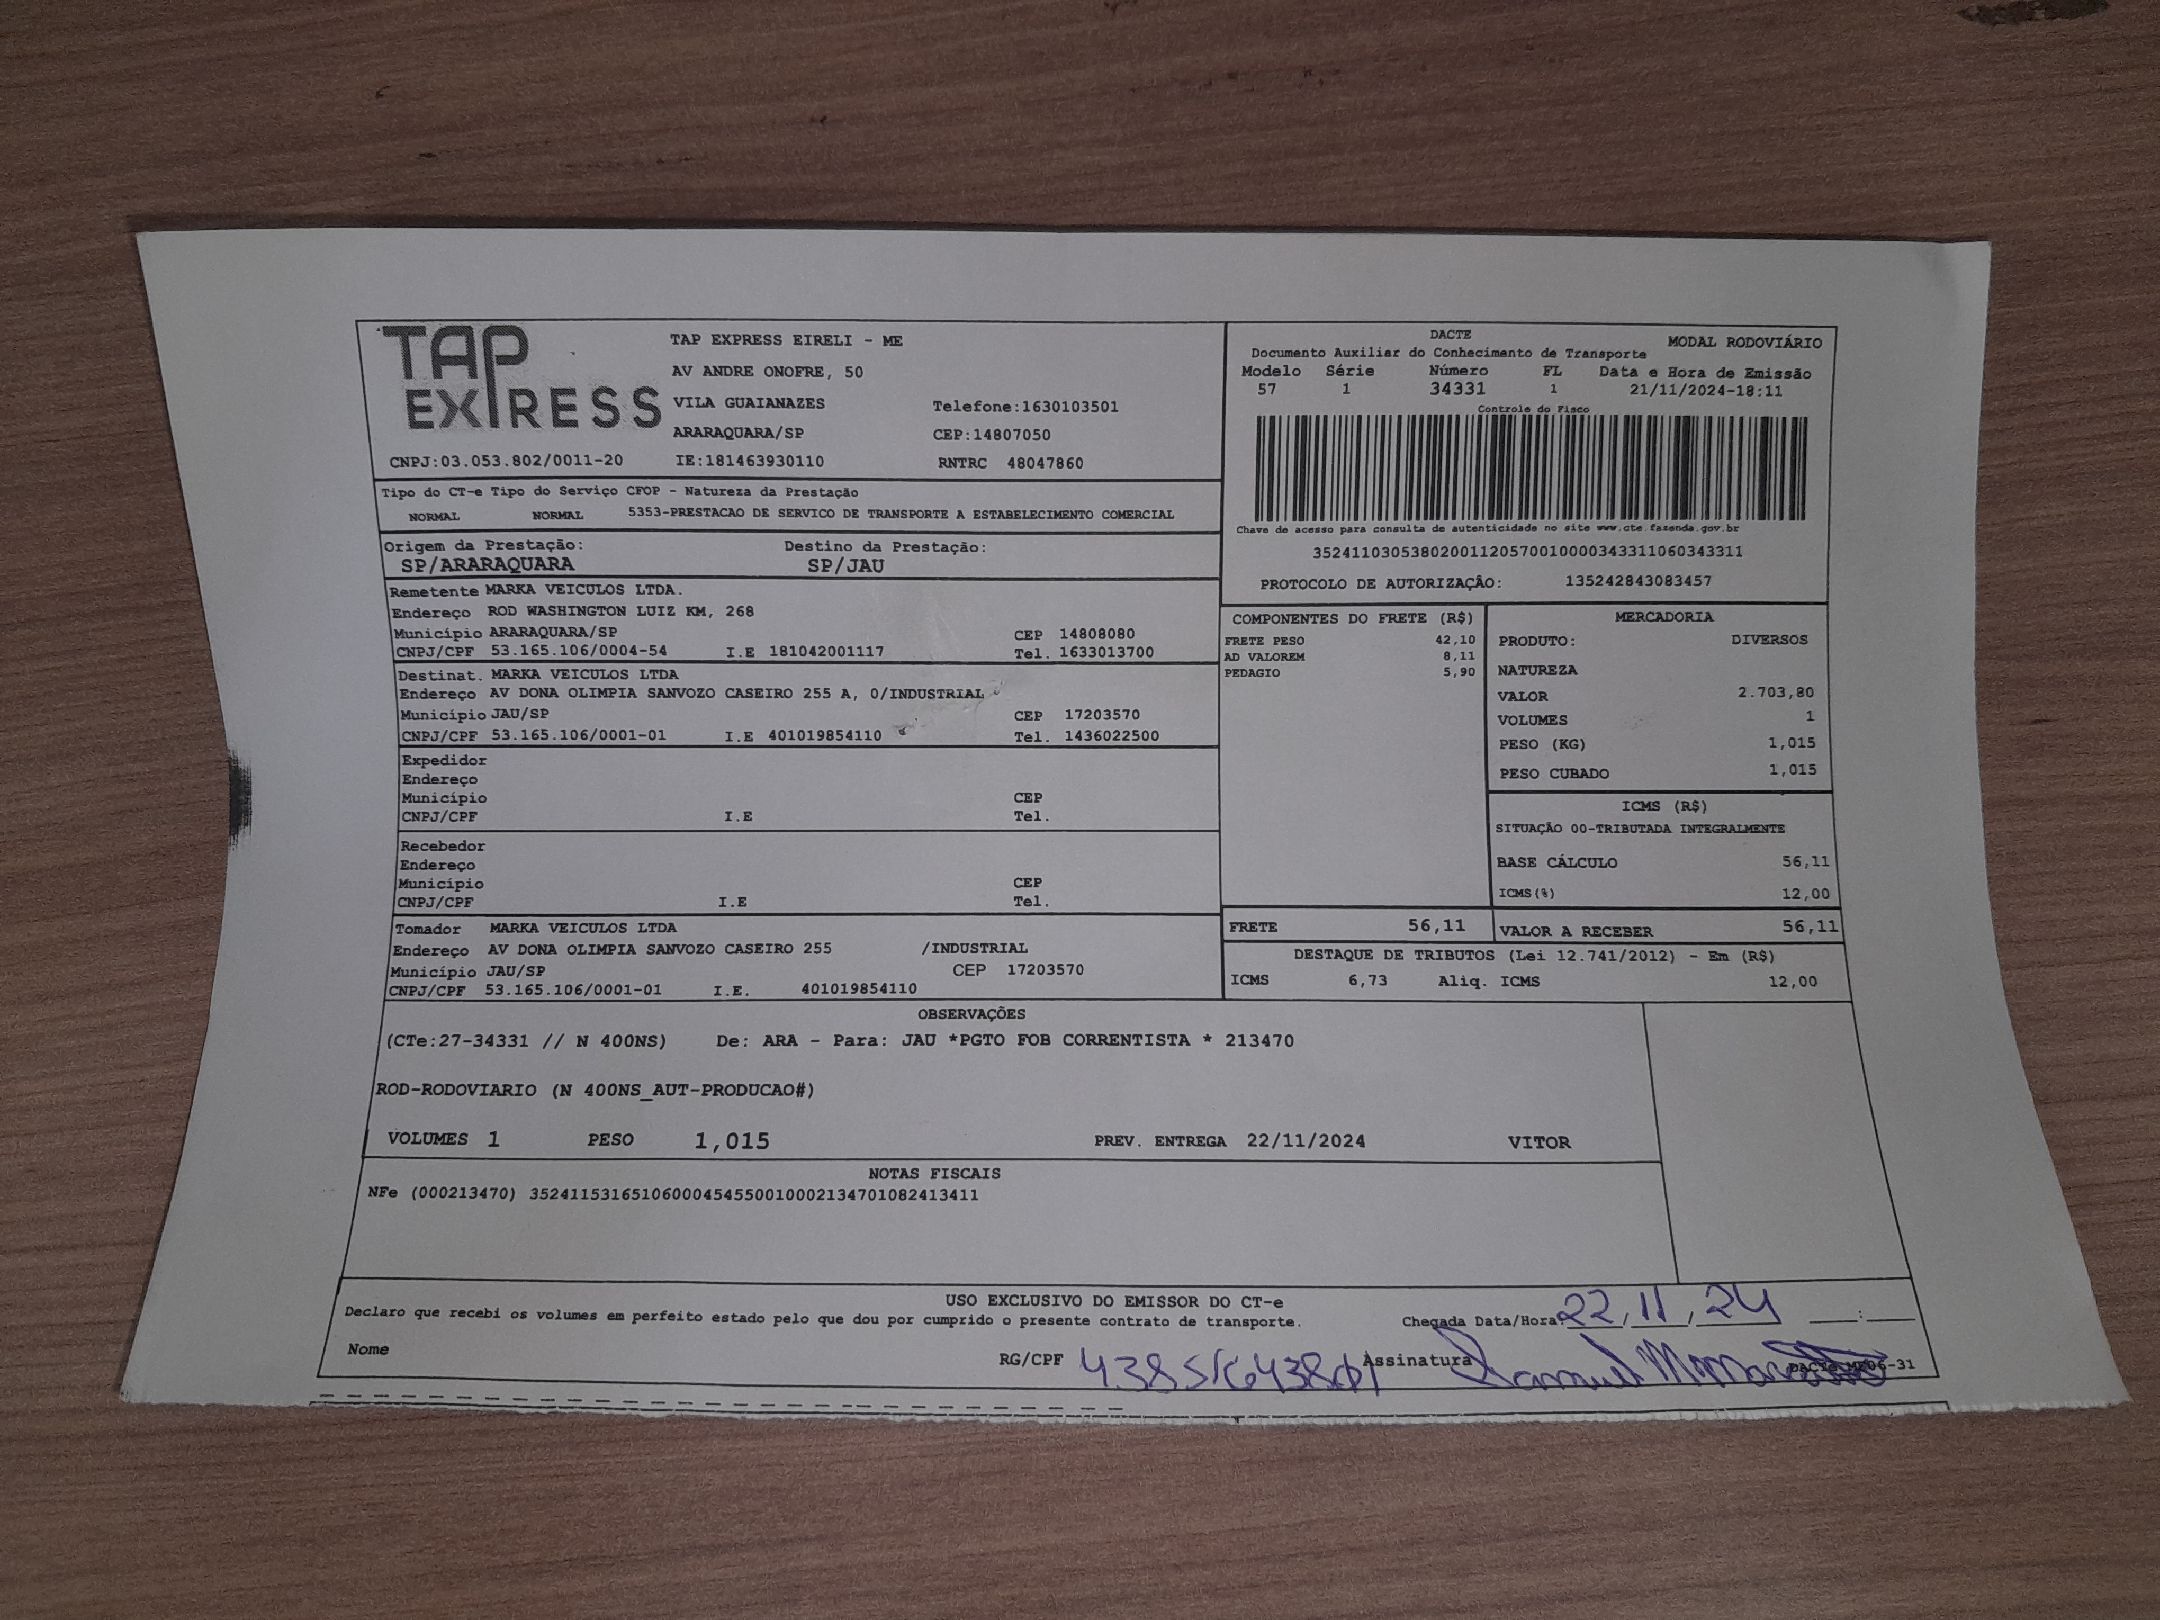 TAP EXPRESS
TAP EXPRESS EIRELI - ME
AV ANDRE ONOFRE, 50
VILA GUAIANAZES Telefone:1630103501
ARARAQUARA/SP CEP:14807050
CNPJ:03.053.802/0011-20 IE:181463930110 RNTRC 48047860
DACTE MODAL RODOVIÁRIO
Documento Auxiliar do Conhecimento de Transporte
Modelo Série Número FL Data e Hora de Emissão
57 1 34331 1 21/11/2024-18:11
Controle do Fisco
Chave de acesso para consulta de autenticidade no site www.cte.fazenda.gov.br
35241103053802001120570010000343311060343311
PROTOCOLO DE AUTORIZAÇÃO: 135242843083457
Tipo do CT-e Tipo do Serviço CFOP - Natureza da Prestação
NORMAL NORMAL 5353-PRESTACAO DE SERVICO DE TRANSPORTE A ESTABELECIMENTO COMERCIAL
Origem da Prestação: Destino da Prestação:
SP/ARARAQUARA SP/JAU
Remetente MARKA VEICULOS LTDA.
Endereço ROD WASHINGTON LUIZ KM, 268
Município ARARAQUARA/SP CEP 14808080
CNPJ/CPF 53.165.106/0004-54 I.E 181042001117 Tel. 1633013700
Destinat. MARKA VEICULOS LTDA
Endereço AV DONA OLIMPIA SANVOZO CASEIRO 255 A, 0/INDUSTRIAL
Município JAU/SP CEP 17203570
CNPJ/CPF 53.165.106/0001-01 I.E 401019854110 Tel. 1436022500
Expedidor
Endereço
Município CEP
CNPJ/CPF I.E Tel.
Recebedor
Endereço
Município CEP
CNPJ/CPF I.E Tel.
Tomador MARKA VEICULOS LTDA
Endereço AV DONA OLIMPIA SANVOZO CASEIRO 255 /INDUSTRIAL
Município JAU/SP CEP 17203570
CNPJ/CPF 53.165.106/0001-01 I.E. 401019854110
COMPONENTES DO FRETE (R$)
FRETE PESO 42,10
AD VALOREM 8,11
PEDAGIO 5,90
MERCADORIA
PRODUTO: DIVERSOS
NATUREZA
VALOR 2.703,80
VOLUMES 1
PESO (KG) 1,015
PESO CUBADO 1,015
ICMS (R$)
SITUAÇÃO 00-TRIBUTADA INTEGRALMENTE
BASE CÁLCULO 56,11
ICMS(%) 12,00
FRETE 56,11 VALOR A RECEBER 56,11
DESTAQUE DE TRIBUTOS (Lei 12.741/2012) - Em (R$)
ICMS 6,73 Aliq. ICMS 12,00
OBSERVAÇÕES
(CTe:27-34331 // N 400NS) De: ARA - Para: JAU *PGTO FOB CORRENTISTA * 213470
ROD-RODOVIARIO (N 400NS_AUT-PRODUCAO#)
VOLUMES 1 PESO 1,015 PREV. ENTREGA 22/11/2024 VITOR
NOTAS FISCAIS
NFe (000213470) 35241153165106000454550010002134701082413411
USO EXCLUSIVO DO EMISSOR DO CT-e
Declaro que recebi os volumes em perfeito estado pelo que dou por cumprido o presente contrato de transporte. Chegada Data/Hora: 22/11/24 ___:___
Nome RG/CPF Assinatura Samuel